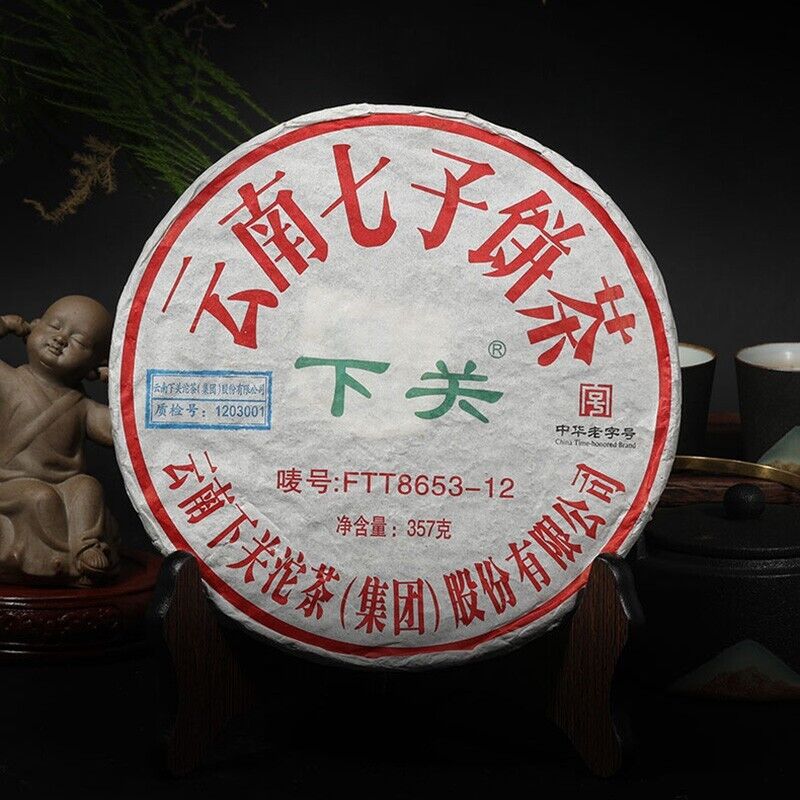 云南七子饼茶
下关®
云南下关沱茶(集团)股份有限公司
质检号：1203001
中华老字号
China Time-honored Brand
唛号:FTT8653-12
净含量：357克
云南下关沱茶(集团)股份有限公司